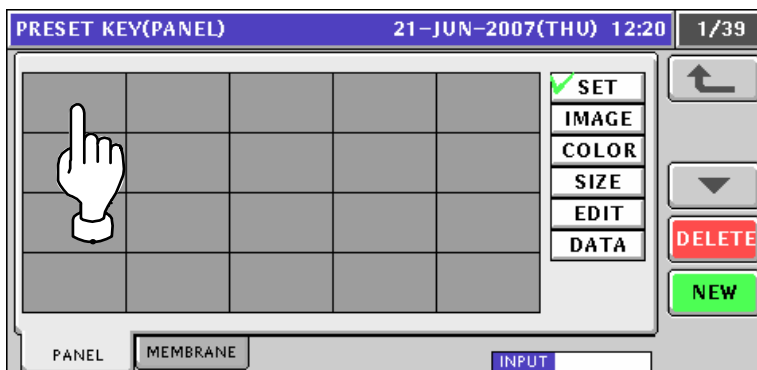 PRESET KEY(PANEL) 21-JUN-2007(THU) 12:20 1/39
SET
IMAGE
COLOR
SIZE
EDIT
DATA
DELETE
NEW
PANEL MEMBRANE
INPUT